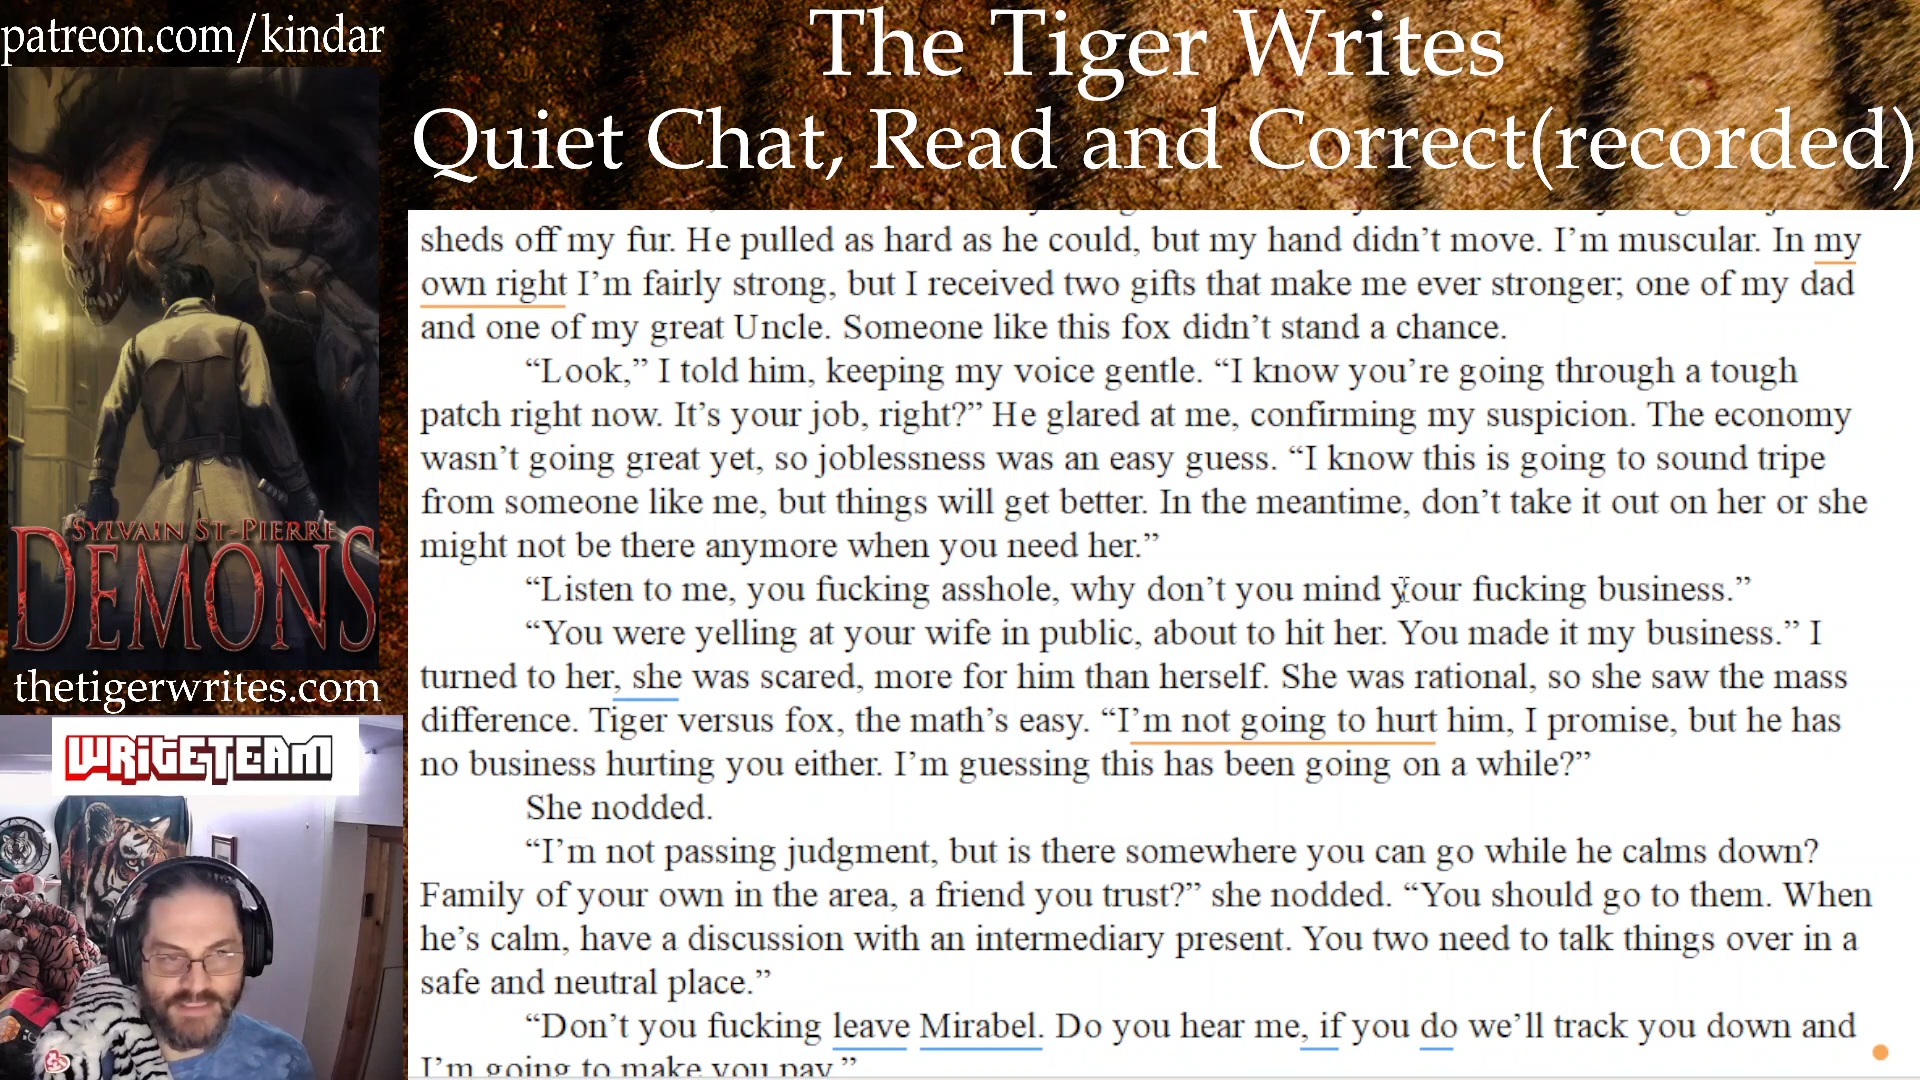 patreon.com/kindar
The Tiger Writes
Quiet Chat, Read and Correct(recorded)
SYLVAIN ST-PIERRE
DEMONS
thetigerwrites.com
WRITETEAM
sheds off my fur. He pulled as hard as he could, but my hand didn’t move. I’m muscular. In my
own right I’m fairly strong, but I received two gifts that make me ever stronger; one of my dad
and one of my great Uncle. Someone like this fox didn’t stand a chance.
“Look,” I told him, keeping my voice gentle. “I know you’re going through a tough
patch right now. It’s your job, right?” He glared at me, confirming my suspicion. The economy
wasn’t going great yet, so joblessness was an easy guess. “I know this is going to sound tripe
from someone like me, but things will get better. In the meantime, don’t take it out on her or she
might not be there anymore when you need her.”
“Listen to me, you fucking asshole, why don’t you mind your fucking business.”
“You were yelling at your wife in public, about to hit her. You made it my business.” I
turned to her, she was scared, more for him than herself. She was rational, so she saw the mass
difference. Tiger versus fox, the math’s easy. “I’m not going to hurt him, I promise, but he has
no business hurting you either. I’m guessing this has been going on a while?”
She nodded.
“I’m not passing judgment, but is there somewhere you can go while he calms down?
Family of your own in the area, a friend you trust?” she nodded. “You should go to them. When
he’s calm, have a discussion with an intermediary present. You two need to talk things over in a
safe and neutral place.”
“Don’t you fucking leave Mirabel. Do you hear me, if you do we’ll track you down and
I’m going to make you pay.”